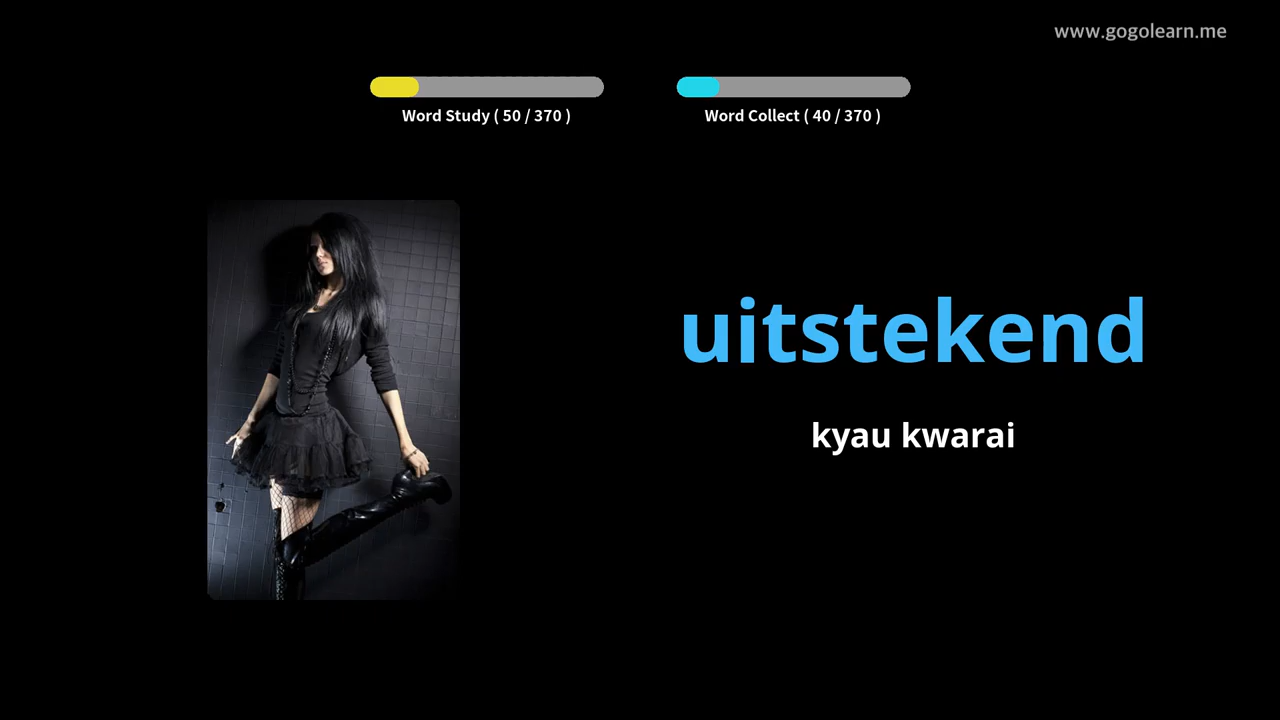 www.gogolearn.me
Word Study ( 50 / 370 )
Word Collect ( 40 / 370 )
uitstekend
kyau kwarai